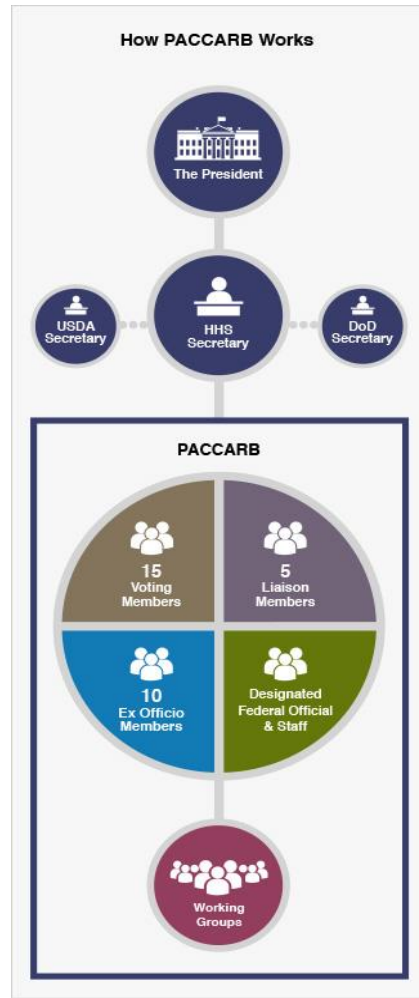 How PACCARB Works
The President
USDA
Secretary
HHS
Secretary
DoD
Secretary
PACCARB
15
Voting
Members
5
Liaison
Members
10
Ex Officio
Members
Designated
Federal Official
& Staff
Working
Groups